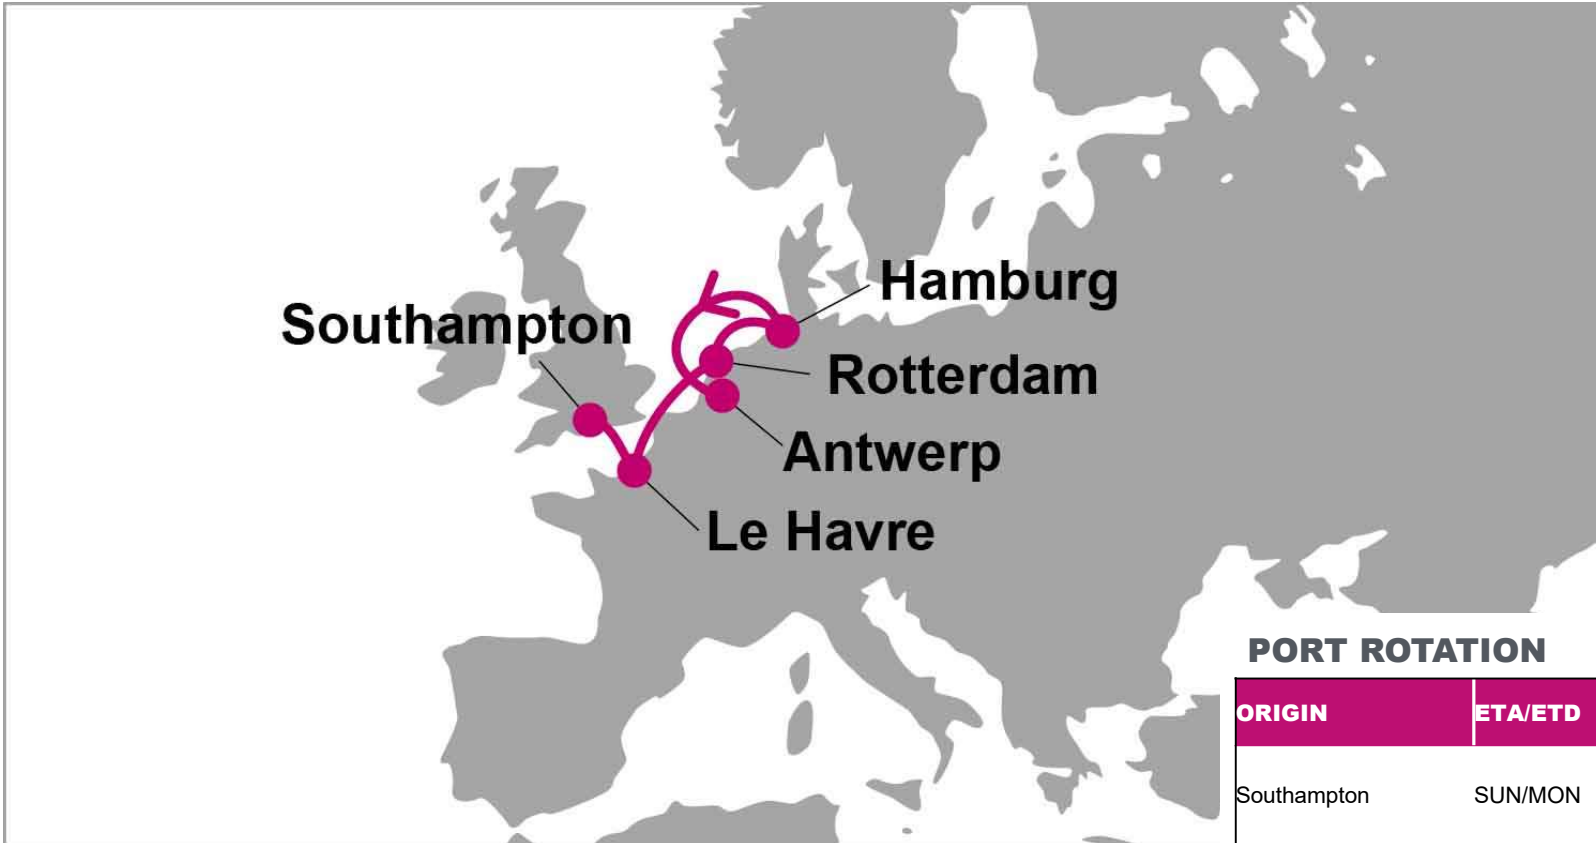 Hamburg
Southampton
Rotterdam
Antwerp
Le Havre
PORT ROTATION
ORIGIN ETA/ETD
Southampton SUN/MON